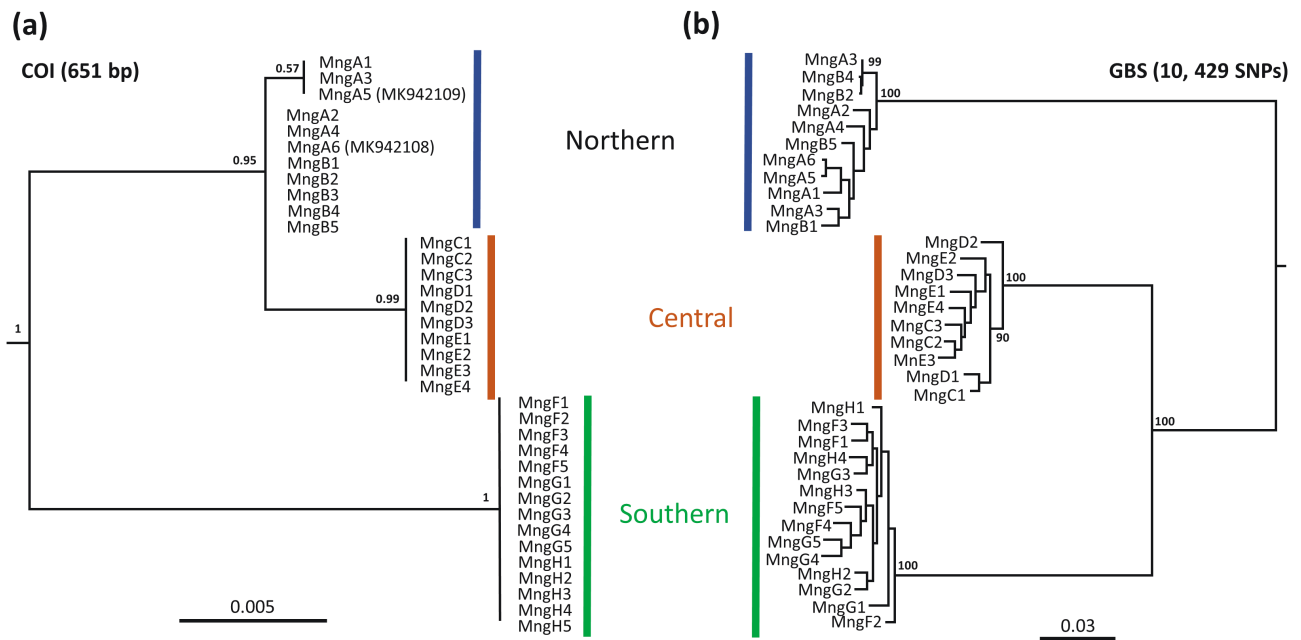 (a)
COI (651 bp)
0.57
MngA1
MngA3
MngA5 (MK942109)
MngA2
MngA4
MngA6 (MK942108)
MngB1
MngB2
MngB3
MngB4
MngB5
0.95
MngC1
MngC2
MngC3
MngD1
MngD2
MngD3
MngE1
MngE2
MngE3
MngE4
0.99
1
MngF1
MngF2
MngF3
MngF4
MngF5
MngG1
MngG2
MngG3
MngG4
MngG5
MngH1
MngH2
MngH3
MngH4
MngH5
1
0.005
Northern
Central
Southern
(b)
GBS (10, 429 SNPs)
MngA3
MngB4
MngB2
MngA2
MngA4
MngB5
MngA6
MngA5
MngA1
MngA3
MngB1
99
100
MngD2
MngE2
MngD3
MngE1
MngE4
MngC3
MngC2
MnE3
MngD1
MngC1
100
90
100
MngH1
MngF3
MngF1
MngH4
MngG3
MngH3
MngF5
MngF4
MngG5
MngG4
MngH2
MngG2
MngG1
MngF2
100
0.03